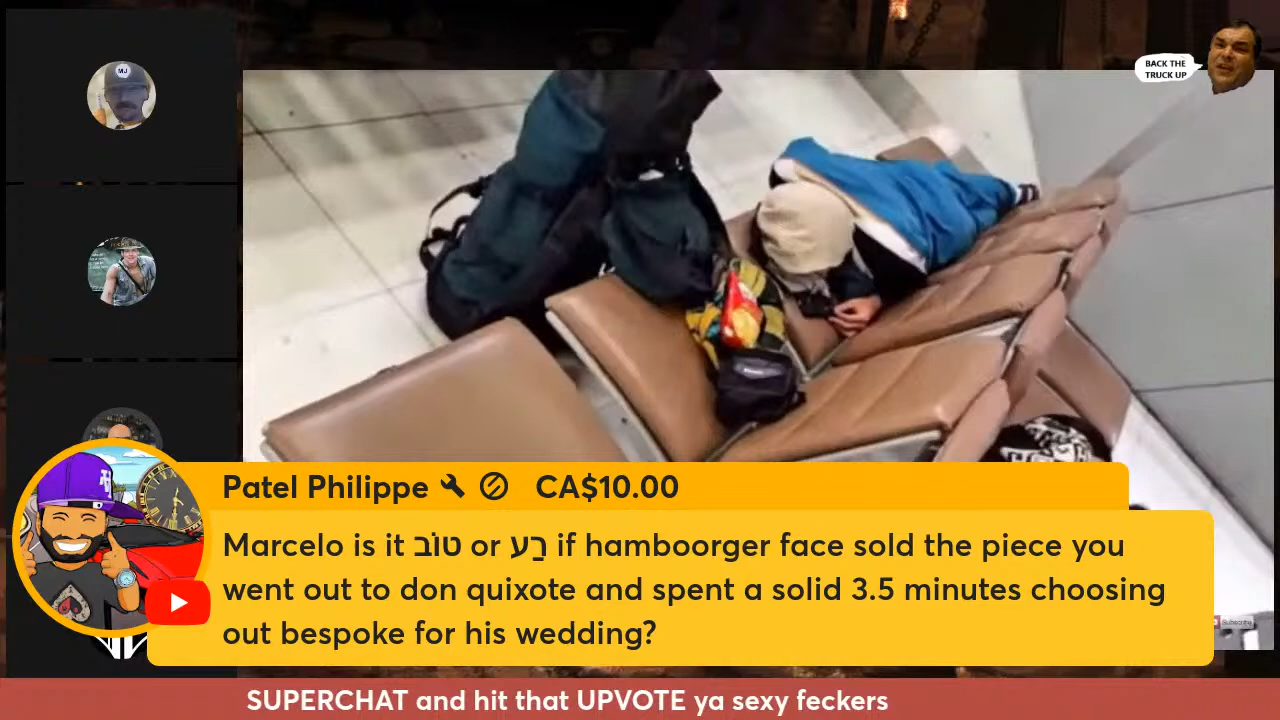 MJ
BACK THE
TRUCK UP
Patel Philippe CA$10.00
Marcelo is it טוֹב or רַע if hamboorger face sold the piece you
went out to don quixote and spent a solid 3.5 minutes choosing
out bespoke for his wedding?
Subscribe
SUPERCHAT and hit that UPVOTE ya sexy feckers